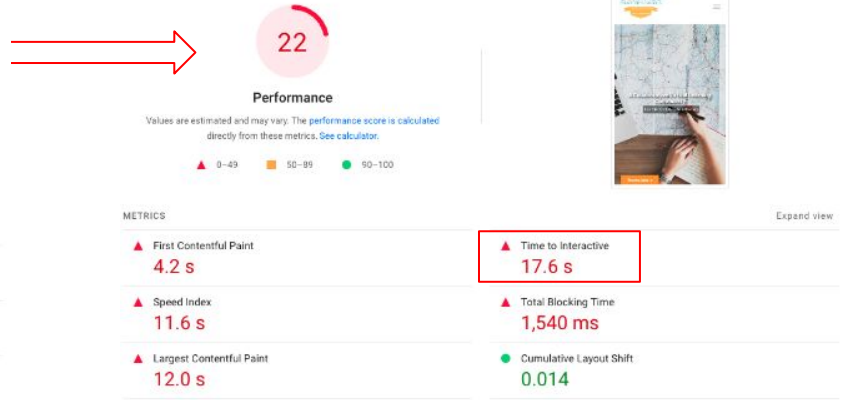 22
Performance
Values are estimated and may vary. The performance score is calculated
directly from these metrics. See calculator.
0–49
50–89
90–100
METRICS
Expand view
First Contentful Paint
4.2 s
Time to Interactive
17.6 s
Speed Index
11.6 s
Total Blocking Time
1,540 ms
Largest Contentful Paint
12.0 s
Cumulative Layout Shift
0.014